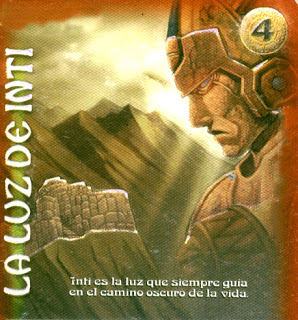 4
LA LUZ DE INTI
Inti es la luz que siempre guía
en el camino oscuro de la vida.